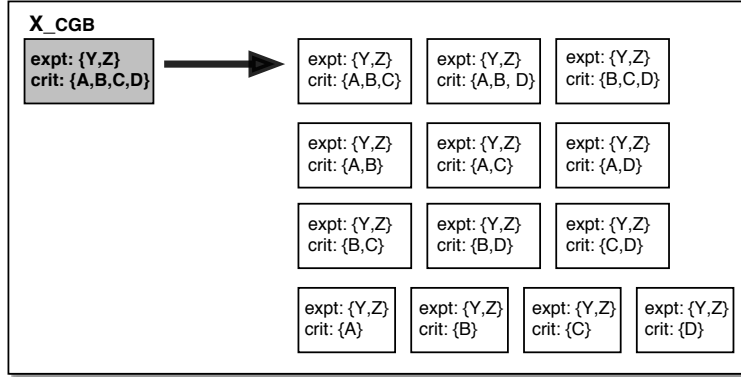 X_CGB
expt: {Y,Z}
crit: {A,B,C,D}
expt: {Y,Z}
crit: {A,B,C}
expt: {Y,Z}
crit: {A,B, D}
expt: {Y,Z}
crit: {B,C,D}
expt: {Y,Z}
crit: {A,B}
expt: {Y,Z}
crit: {A,C}
expt: {Y,Z}
crit: {A,D}
expt: {Y,Z}
crit: {B,C}
expt: {Y,Z}
crit: {B,D}
expt: {Y,Z}
crit: {C,D}
expt: {Y,Z}
crit: {A}
expt: {Y,Z}
crit: {B}
expt: {Y,Z}
crit: {C}
expt: {Y,Z}
crit: {D}